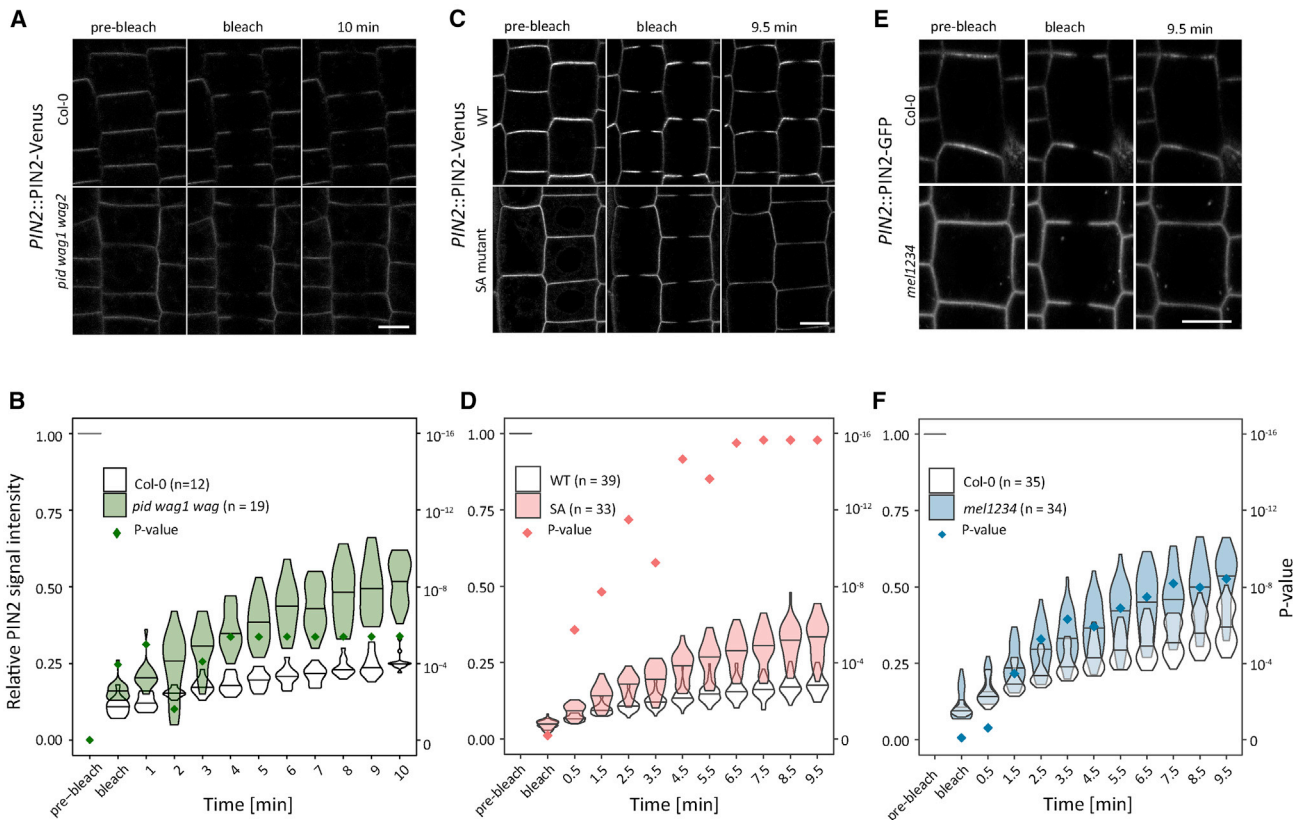 A
pre-bleach bleach 10 min
PIN2::PIN2-Venus
Col-0
pid wag1 wag2
C
pre-bleach bleach 9.5 min
PIN2::PIN2-Venus
WT
SA mutant
E
pre-bleach bleach 9.5 min
PIN2::PIN2-GFP
Col-0
mel1234
B
Relative PIN2 signal intensity
1.00
0.75
0.50
0.25
0.00
Col-0 (n=12)
pid wag1 wag (n = 19)
P-value
10⁻¹⁶
10⁻¹²
10⁻⁸
10⁻⁴
0
pre-bleach bleach 1 2 3 4 5 6 7 8 9 10
Time [min]
D
1.00
0.75
0.50
0.25
0.00
WT (n = 39)
SA (n = 33)
P-value
10⁻¹⁶
10⁻¹²
10⁻⁸
10⁻⁴
0
pre-bleach bleach 0.5 1.5 2.5 3.5 4.5 5.5 6.5 7.5 8.5 9.5
Time [min]
F
1.00
0.75
0.50
0.25
0.00
Col-0 (n = 35)
mel1234 (n = 34)
P-value
10⁻¹⁶
10⁻¹²
10⁻⁸
10⁻⁴
0
P-value
pre-bleach bleach 0.5 1.5 2.5 3.5 4.5 5.5 6.5 7.5 8.5 9.5
Time [min]